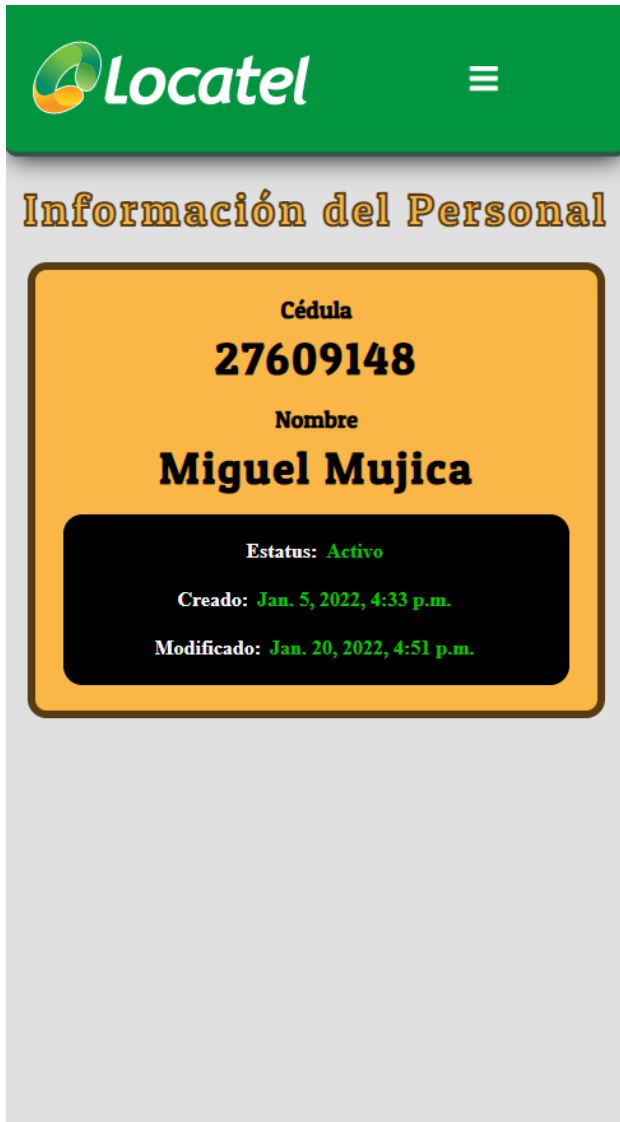 Locatel
Información del Personal
Cédula
27609148
Nombre
Miguel Mujica
Estatus: Activo
Creado: Jan. 5, 2022, 4:33 p.m.
Modificado: Jan. 20, 2022, 4:51 p.m.